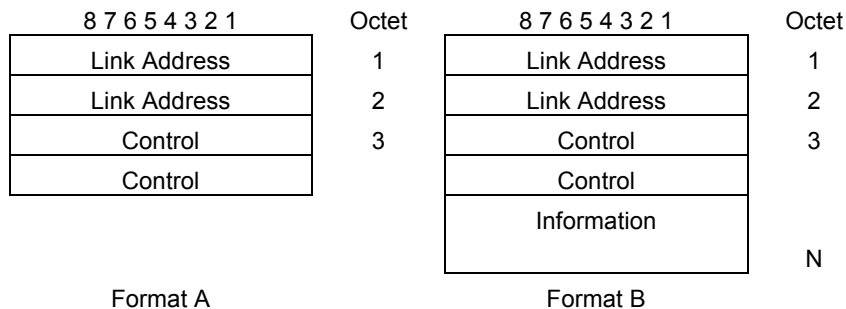 8 7 6 5 4 3 2 1 Octet 8 7 6 5 4 3 2 1 Octet
Link Address 1 Link Address 1
Link Address 2 Link Address 2
Control 3 Control 3
Control Control
Information
N
Format A Format B